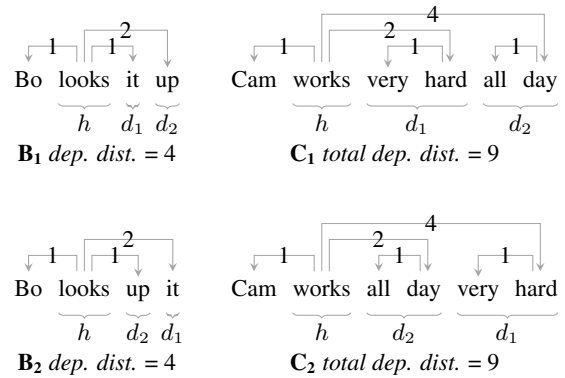 2 4
1 1 1 2 1 1
Bo looks it up Cam works very hard all day
h d₁ d₂ h d₁ d₂
B₁ dep. dist. = 4 C₁ total dep. dist. = 9
2 4
1 1 1 2 1 1
Bo looks up it Cam works all day very hard
h d₂ d₁ h d₂ d₁
B₂ dep. dist. = 4 C₂ total dep. dist. = 9